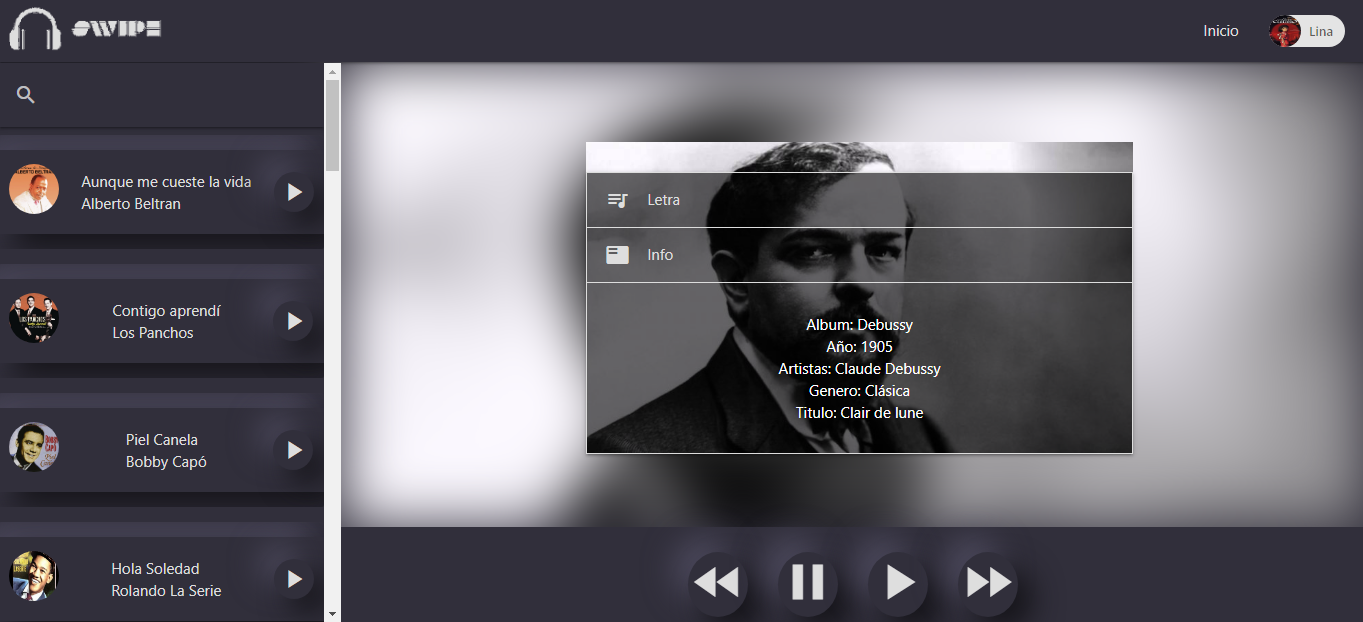 SWIPE
Inicio
Lina
Aunque me cueste la vida
Alberto Beltran
Contigo aprendí
Los Panchos
Piel Canela
Bobby Capó
Hola Soledad
Rolando La Serie
Letra
Info
Album: Debussy
Año: 1905
Artistas: Claude Debussy
Genero: Clásica
Titulo: Clair de lune